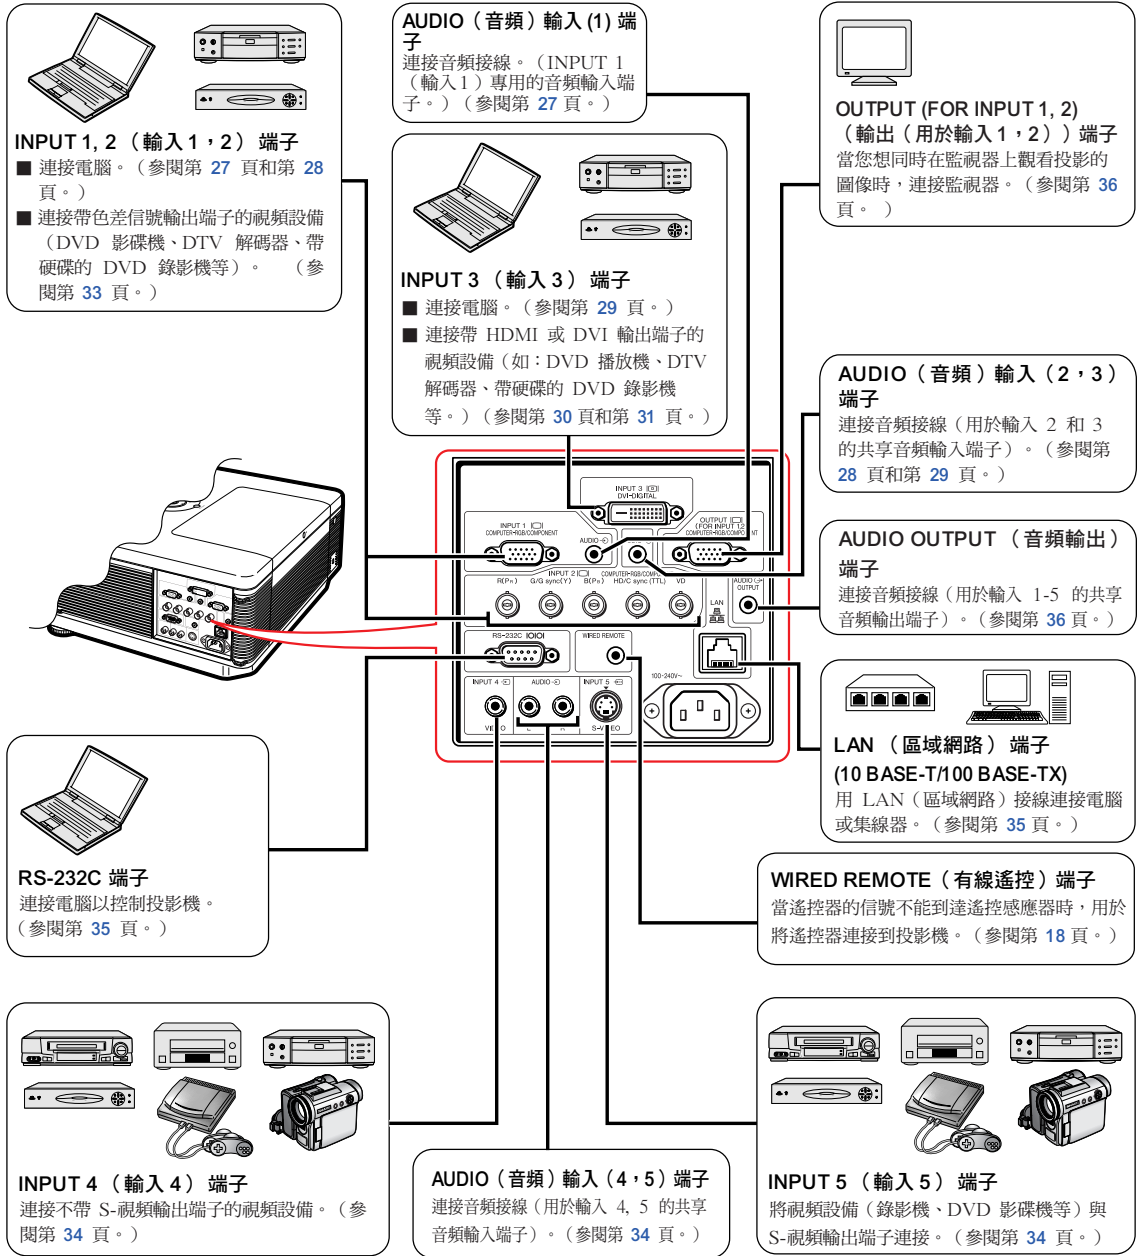 INPUT 1, 2 （輸入 1，2）端子
■ 連接電腦。（參閱第 27 頁和第 28
頁。）
■ 連接帶色差信號輸出端子的視頻設備
（DVD 影碟機、DTV 解碼器、帶
硬碟的 DVD 錄影機等）。 （參
閱第 33 頁。）
AUDIO（音頻）輸入 (1) 端
子
連接音頻接線。（INPUT 1
（輸入 1）專用的音頻輸入端
子。）（參閱第 27 頁。）
OUTPUT (FOR INPUT 1, 2)
（輸出（用於輸入 1，2））端子
當您想同時在監視器上觀看投影的
圖像時，連接監視器。（參閱第 36
頁。 ）
INPUT 3 （輸入 3）端子
■ 連接電腦。（參閱第 29 頁。）
■ 連接帶 HDMI 或 DVI 輸出端子的
視頻設備（如：DVD 播放機、DTV
解碼器、帶硬碟的 DVD 錄影機
等。）（參閱第 30 頁和第 31 頁。）
AUDIO（音頻）輸入（2，3）
端子
連接音頻接線（用於輸入 2 和 3
的共享音頻輸入端子）。（參閱第
28 頁和第 29 頁。）
AUDIO OUTPUT （音頻輸出）
端子
連接音頻接線（用於輸入 1-5 的共享
音頻輸出端子）。（參閱第 36 頁。）
INPUT 3
DVI-DIGITAL
INPUT 1
COMPUTER-RGB/COMPONENT
AUDIO
OUTPUT
(FOR INPUT 1,2)
COMPUTER-RGB/COMPONENT
INPUT 2 COMPUTER-RGB/COMPO
R(PR) G/G sync(Y) B(PB) HD/C sync (TTL) VD
LAN
AUDIO
OUTPUT
RS-232C
WIRED REMOTE
100-240V~
INPUT 4 AUDIO INPUT 5
VIDEO L R S-VIDEO
LAN （區域網路）端子
(10 BASE-T/100 BASE-TX)
用 LAN（區域網路）接線連接電腦
或集線器。（參閱第 35 頁。）
RS-232C 端子
連接電腦以控制投影機。
（參閱第 35 頁。）
WIRED REMOTE（有線遙控）端子
當遙控器的信號不能到達遙控感應器時，用於
將遙控器連接到投影機。（參閱第 18 頁。）
INPUT 4 （輸入 4）端子
連接不帶 S-視頻輸出端子的視頻設備。（參
閱第 34 頁。）
AUDIO（音頻）輸入（4，5）端子
連接音頻接線（用於輸入 4, 5 的共享
音頻輸入端子）。（參閱第 34 頁。）
INPUT 5 （輸入 5）端子
將視頻設備（錄影機、DVD 影碟機等）與
S-視頻輸出端子連接。（參閱第 34 頁。）